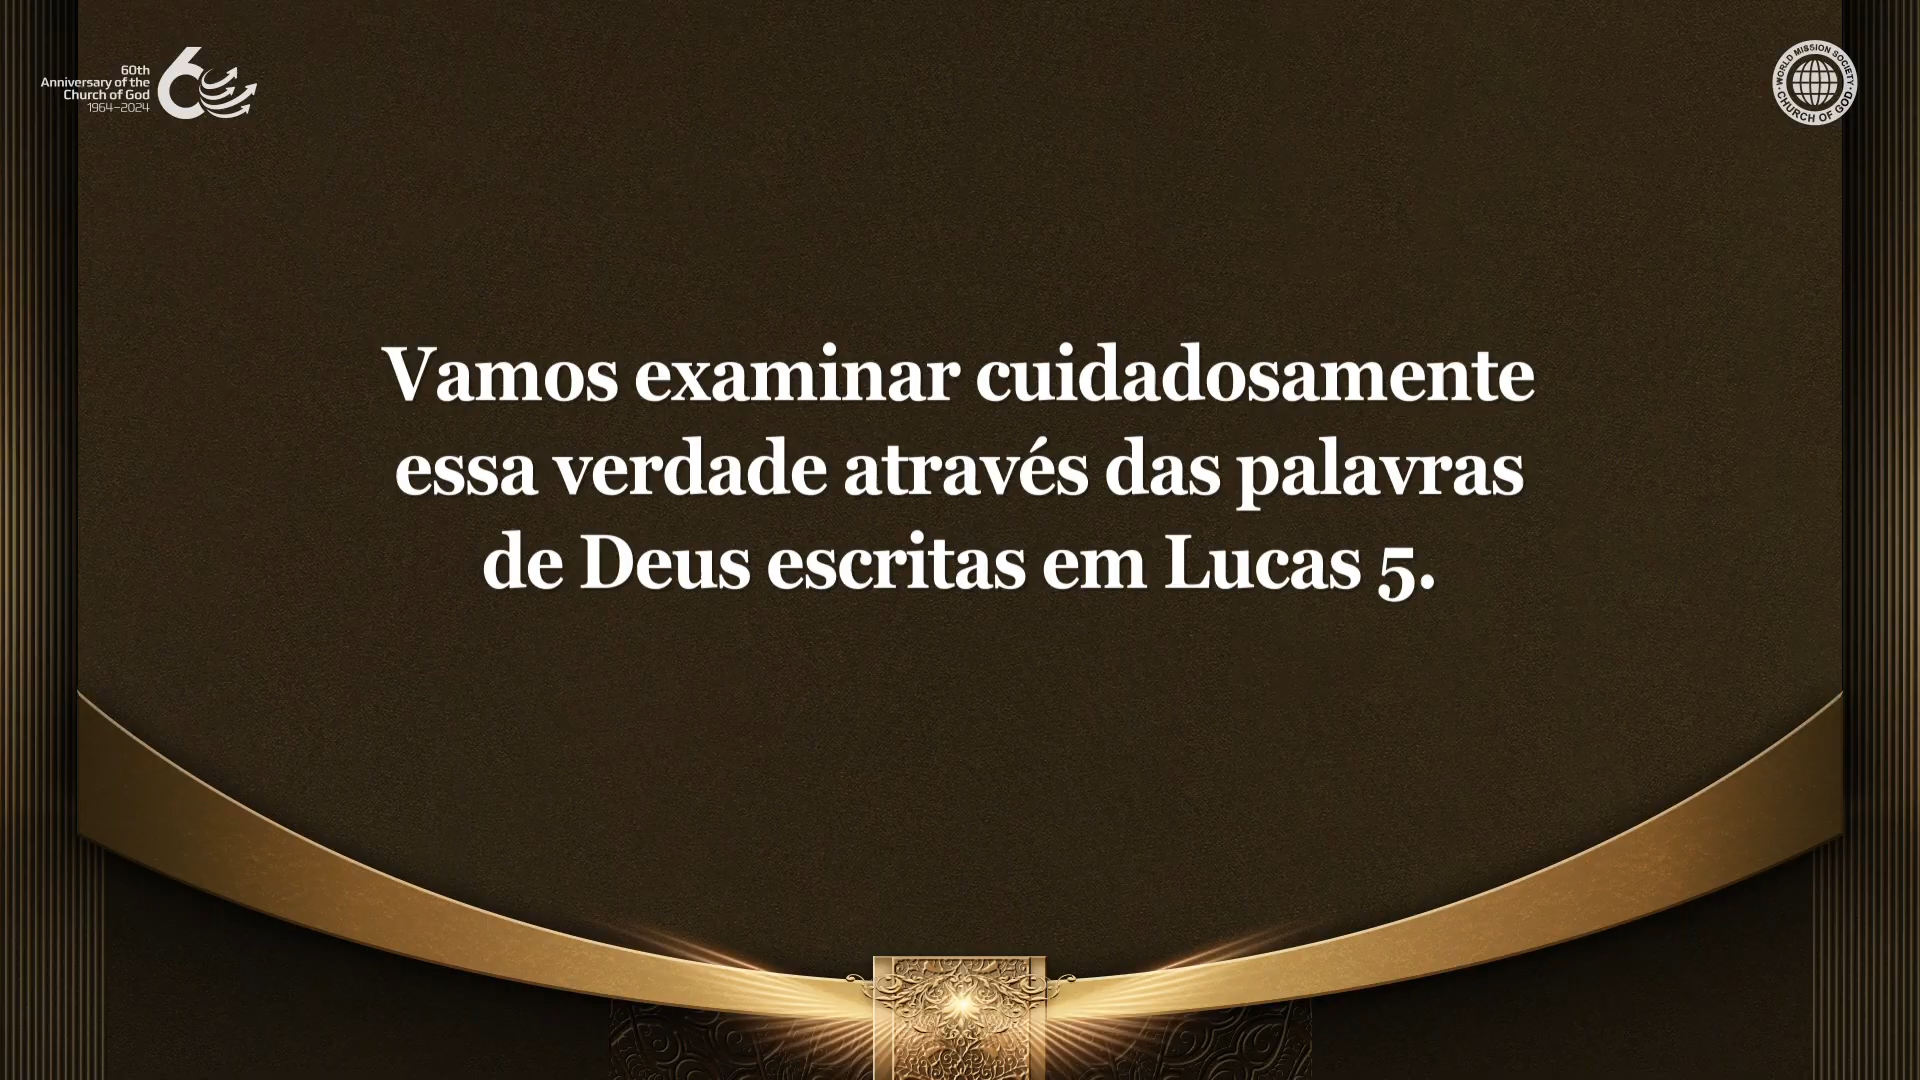 60th
Anniversary of the
Church of God
1964–2024
WORLD MISSION SOCIETY
CHURCH OF GOD
Vamos examinar cuidadosamente
essa verdade através das palavras
de Deus escritas em Lucas 5.